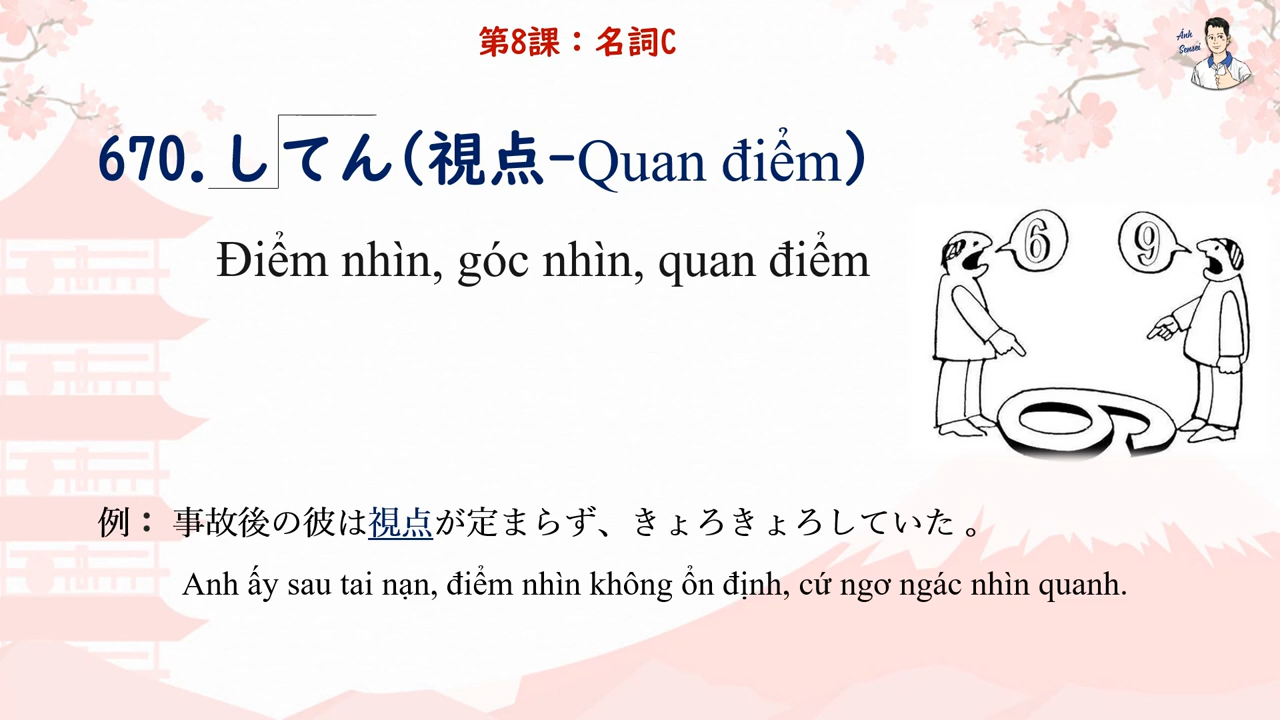 第8課：名詞C
Anh
Sensei
670.してん(視点-Quan điểm)
Điểm nhìn, góc nhìn, quan điểm
6
9
6
例： 事故後の彼は視点が定まらず、きょろきょろしていた 。
Anh ấy sau tai nạn, điểm nhìn không ổn định, cứ ngơ ngác nhìn quanh.